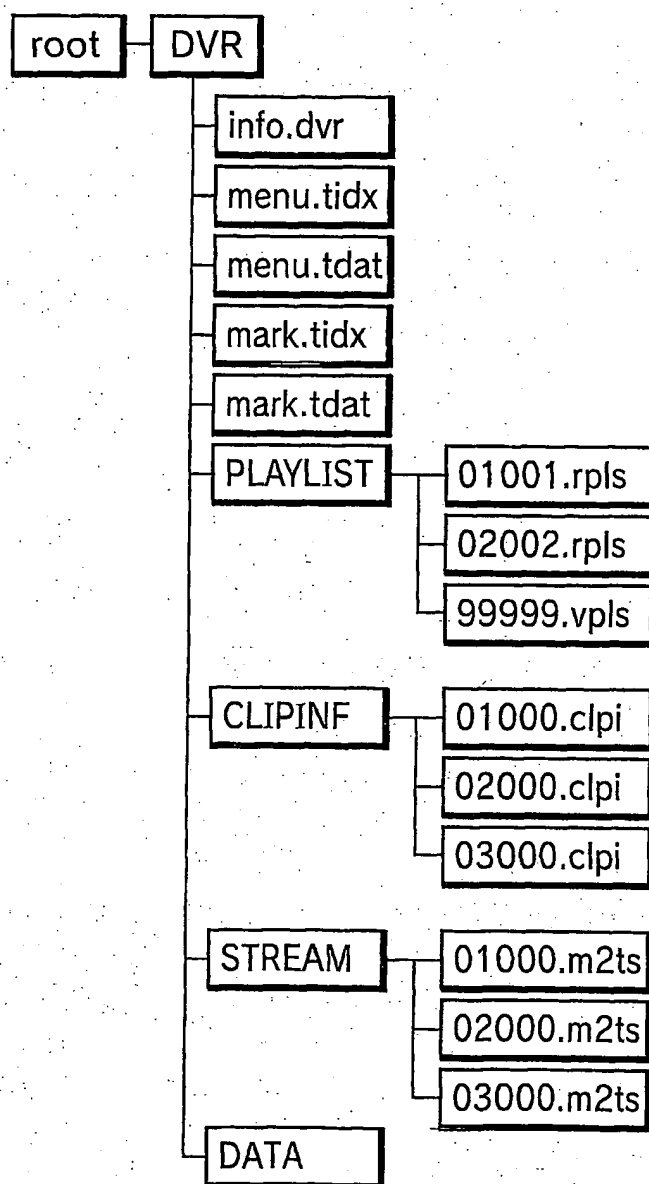 root DVR
info.dvr
menu.tidx
menu.tdat
mark.tidx
mark.tdat
PLAYLIST 01001.rpls
02002.rpls
99999.vpls
CLIPINF 01000.clpi
02000.clpi
03000.clpi
STREAM 01000.m2ts
02000.m2ts
03000.m2ts
DATA